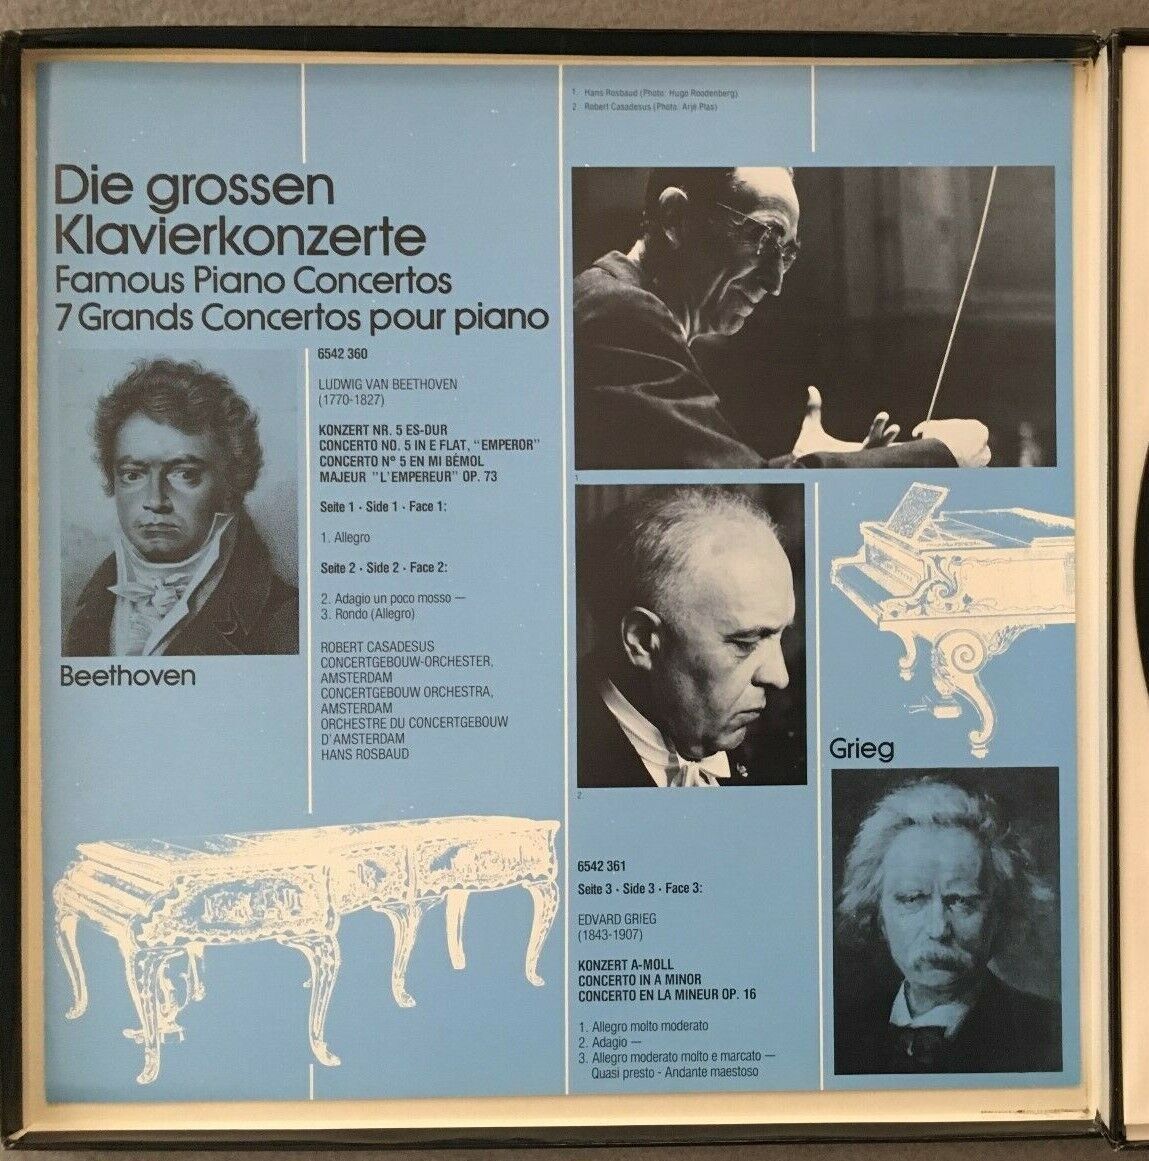 1. Hans Rosbaud (Photo: Hugo Roodenberg)
2. Robert Casadesus (Photo: Arjé Plas)
Die grossen
Klavierkonzerte
Famous Piano Concertos
7 Grands Concertos pour piano
Beethoven
6542 360
LUDWIG VAN BEETHOVEN
(1770-1827)
KONZERT NR. 5 ES-DUR
CONCERTO NO. 5 IN E FLAT, "EMPEROR"
CONCERTO N° 5 EN MI BÉMOL
MAJEUR "L'EMPEREUR" OP. 73
Seite 1 · Side 1 · Face 1:
1. Allegro
Seite 2 · Side 2 · Face 2:
2. Adagio un poco mosso —
3. Rondo (Allegro)
ROBERT CASADESUS
CONCERTGEBOUW-ORCHESTER,
AMSTERDAM
CONCERTGEBOUW ORCHESTRA,
AMSTERDAM
ORCHESTRE DU CONCERTGEBOUW
D'AMSTERDAM
HANS ROSBAUD
1
2
Grieg
6542 361
Seite 3 · Side 3 · Face 3:
EDVARD GRIEG
(1843-1907)
KONZERT A-MOLL
CONCERTO IN A MINOR
CONCERTO EN LA MINEUR OP. 16
1. Allegro molto moderato
2. Adagio —
3. Allegro moderato molto e marcato —
Quasi presto - Andante maestoso